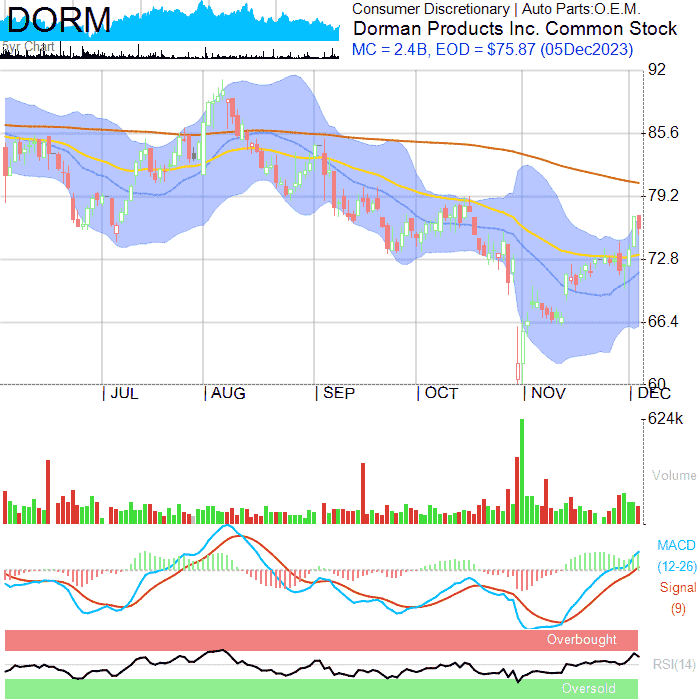 DORM
5yr Chart
Consumer Discretionary | Auto Parts:O.E.M.
Dorman Products Inc. Common Stock
MC = 2.4B, EOD = $75.87 (05Dec2023)
92
85.6
79.2
72.8
66.4
60
JUL AUG SEP OCT NOV DEC
624k
Volume
MACD
(12-26)
Signal
(9)
Overbought
RSI(14)
Oversold